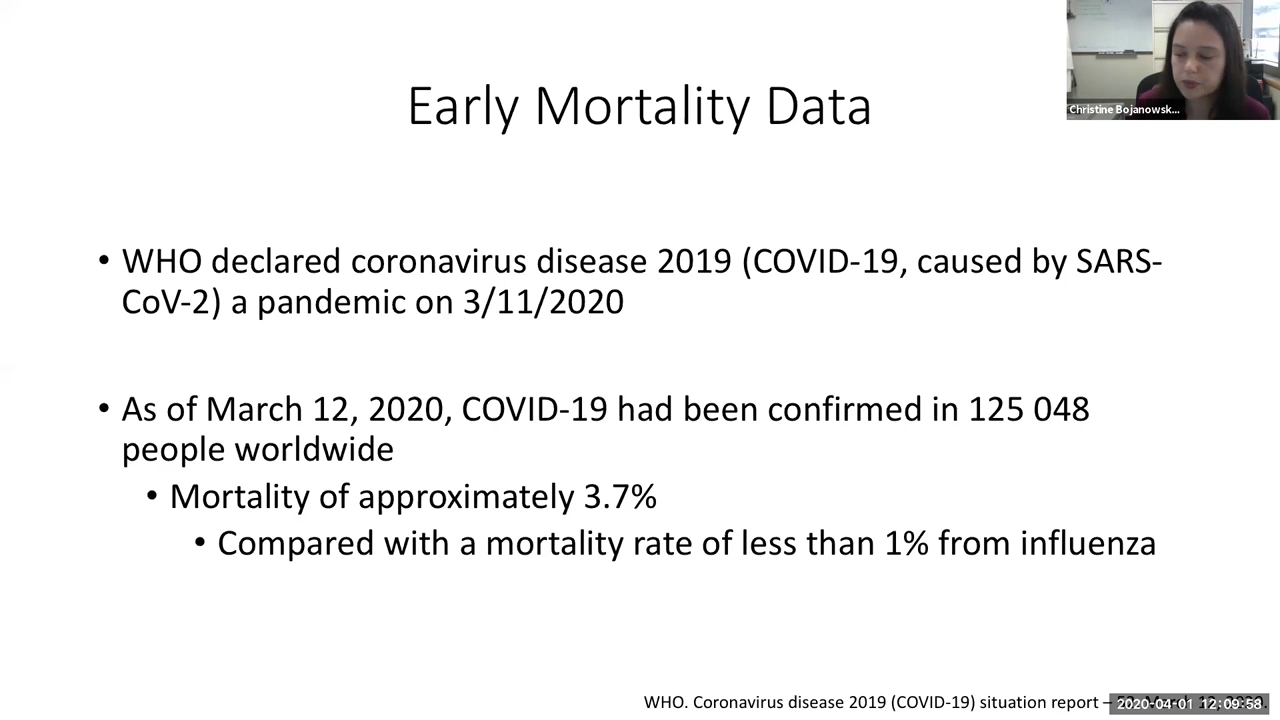 Early Mortality Data
Christine Bojanowsk...
• WHO declared coronavirus disease 2019 (COVID-19, caused by SARS-
CoV-2) a pandemic on 3/11/2020
• As of March 12, 2020, COVID-19 had been confirmed in 125 048
people worldwide
• Mortality of approximately 3.7%
• Compared with a mortality rate of less than 1% from influenza
WHO. Coronavirus disease 2019 (COVID-19) situation report –
2020-04-01 12:09:58